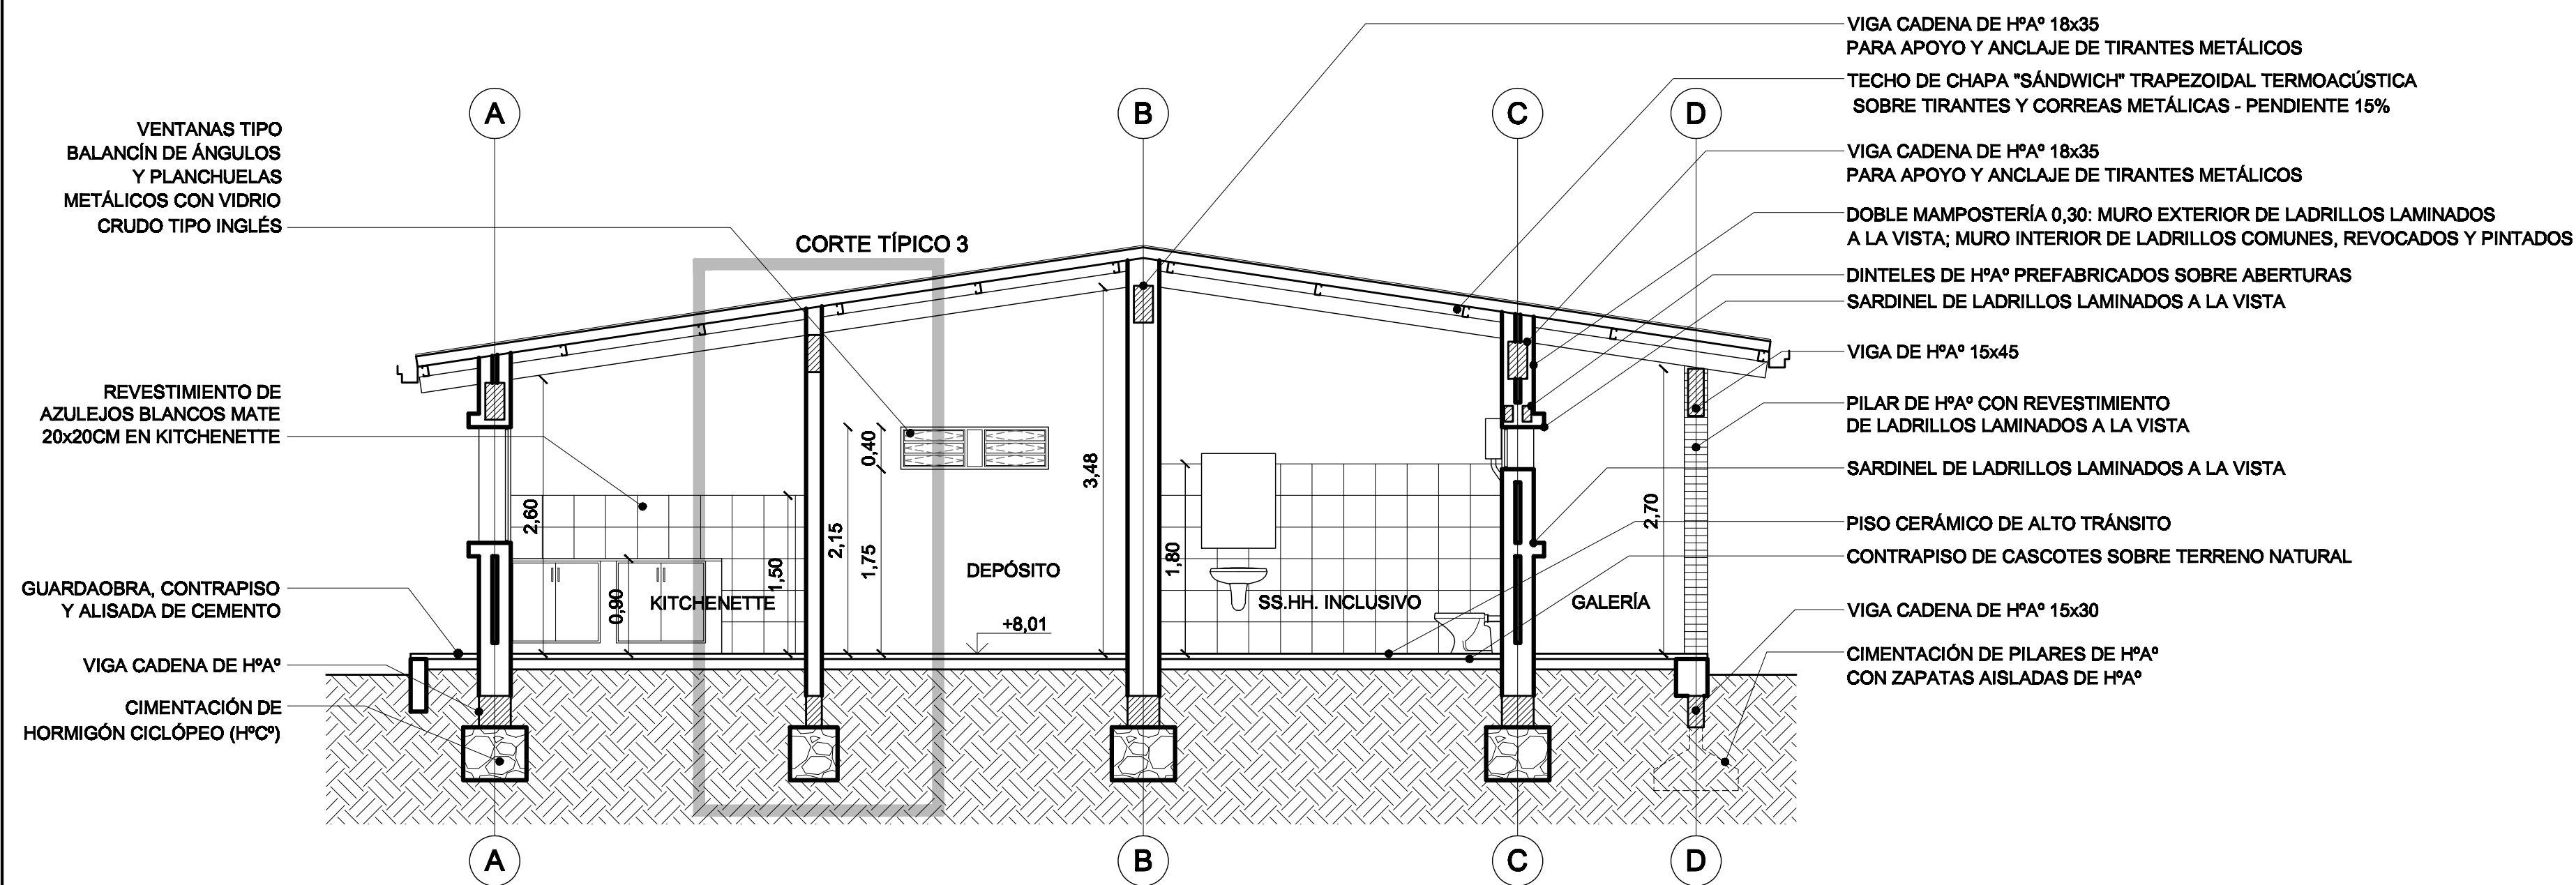 A
B
C
D
VENTANAS TIPO
BALANCÍN DE ÁNGULOS
Y PLANCHUELAS
METÁLICOS CON VIDRIO
CRUDO TIPO INGLÉS
REVESTIMIENTO DE
AZULEJOS BLANCOS MATE
20x20CM EN KITCHENETTE
GUARDAOBRA, CONTRAPISO
Y ALISADA DE CEMENTO
VIGA CADENA DE HºAº
CIMENTACIÓN DE
HORMIGÓN CICLÓPEO (HºCº)
CORTE TÍPICO 3
2,60
0,90
KITCHENETTE
1,50
2,15
0,40
1,75
DEPÓSITO
+8,01
3,48
1,80
SS.HH. INCLUSIVO
GALERÍA
2,70
VIGA CADENA DE HºAº 18x35
PARA APOYO Y ANCLAJE DE TIRANTES METÁLICOS
TECHO DE CHAPA "SÁNDWICH" TRAPEZOIDAL TERMOACÚSTICA
SOBRE TIRANTES Y CORREAS METÁLICAS - PENDIENTE 15%
VIGA CADENA DE HºAº 18x35
PARA APOYO Y ANCLAJE DE TIRANTES METÁLICOS
DOBLE MAMPOSTERÍA 0,30: MURO EXTERIOR DE LADRILLOS LAMINADOS
A LA VISTA; MURO INTERIOR DE LADRILLOS COMUNES, REVOCADOS Y PINTADOS
DINTELES DE HºAº PREFABRICADOS SOBRE ABERTURAS
SARDINEL DE LADRILLOS LAMINADOS A LA VISTA
VIGA DE HºAº 15x45
PILAR DE HºAº CON REVESTIMIENTO
DE LADRILLOS LAMINADOS A LA VISTA
SARDINEL DE LADRILLOS LAMINADOS A LA VISTA
PISO CERÁMICO DE ALTO TRÁNSITO
CONTRAPISO DE CASCOTES SOBRE TERRENO NATURAL
VIGA CADENA DE HºAº 15x30
CIMENTACIÓN DE PILARES DE HºAº
CON ZAPATAS AISLADAS DE HºAº
A
B
C
D